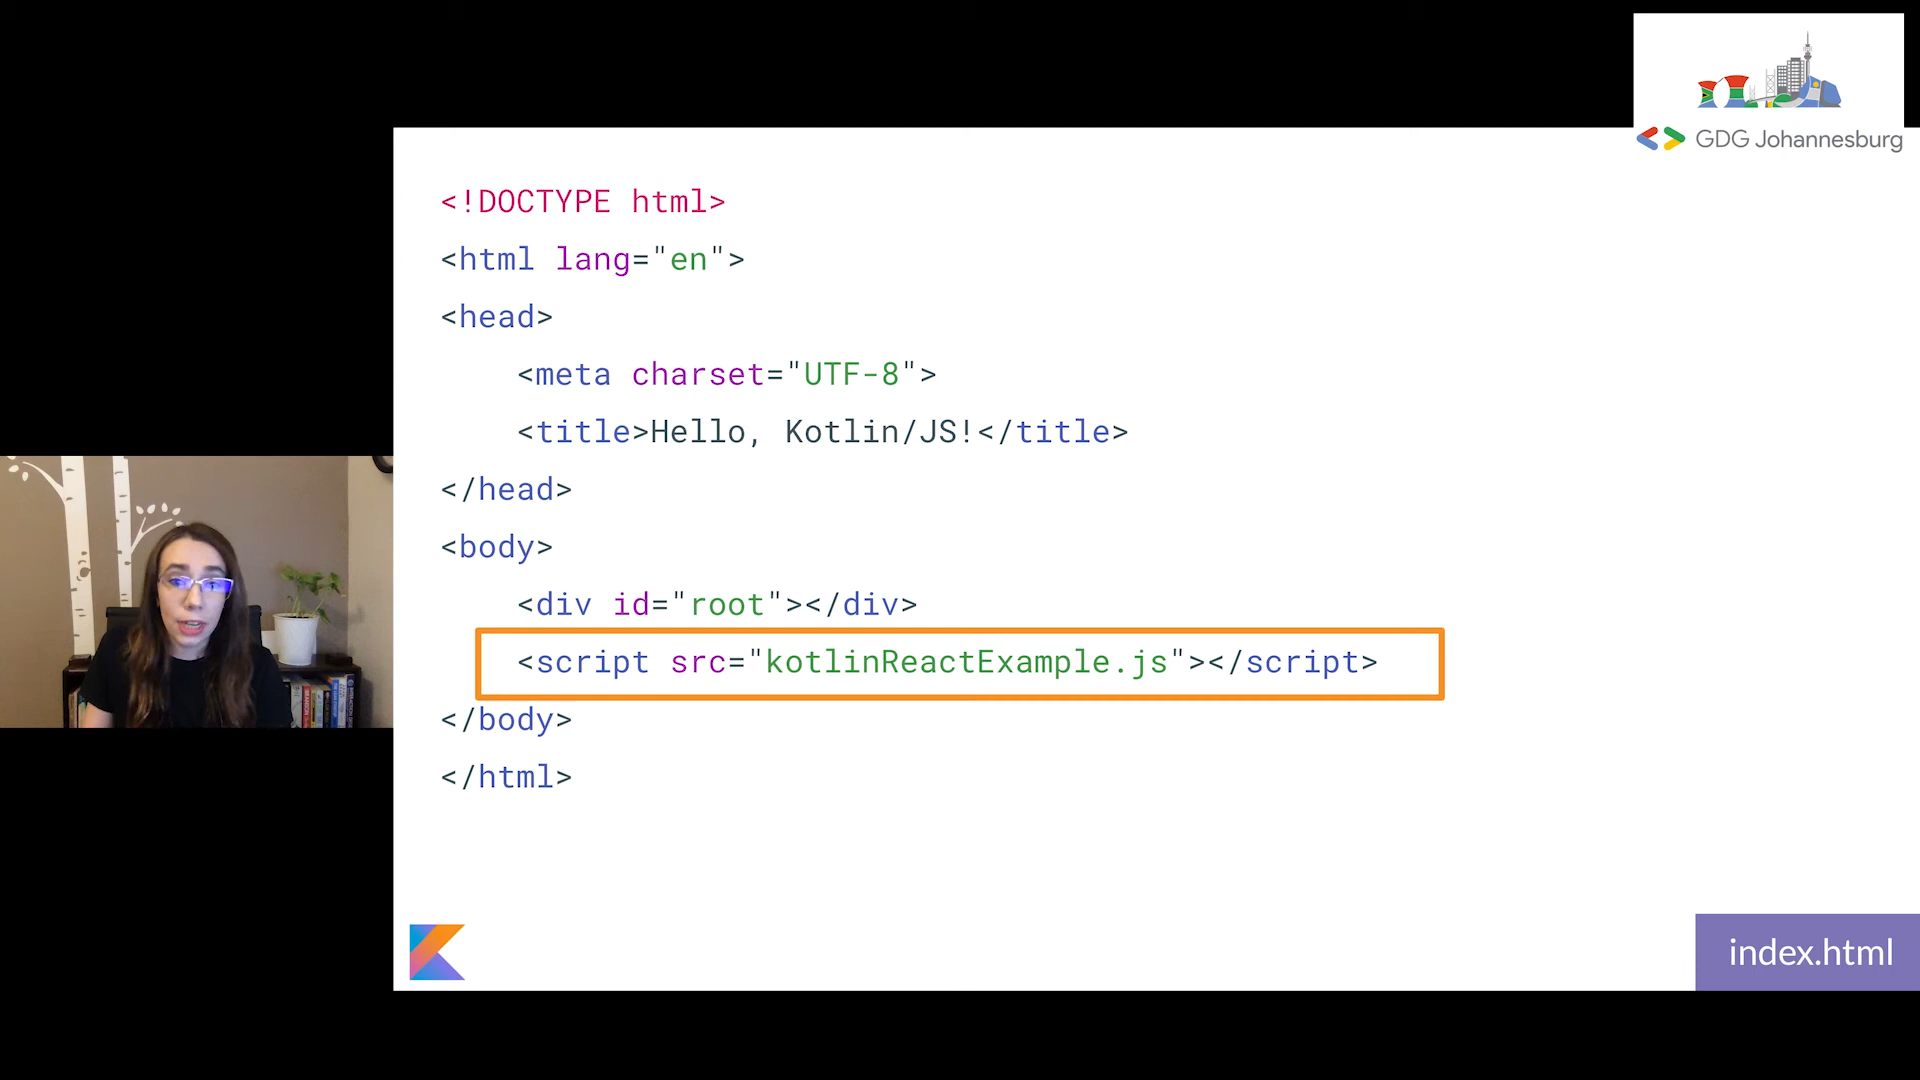 GDG Johannesburg
<!DOCTYPE html>
<html lang="en">
<head>
<meta charset="UTF-8">
<title>Hello, Kotlin/JS!</title>
</head>
<body>
<div id="root"></div>
<script src="kotlinReactExample.js"></script>
</body>
</html>
index.html